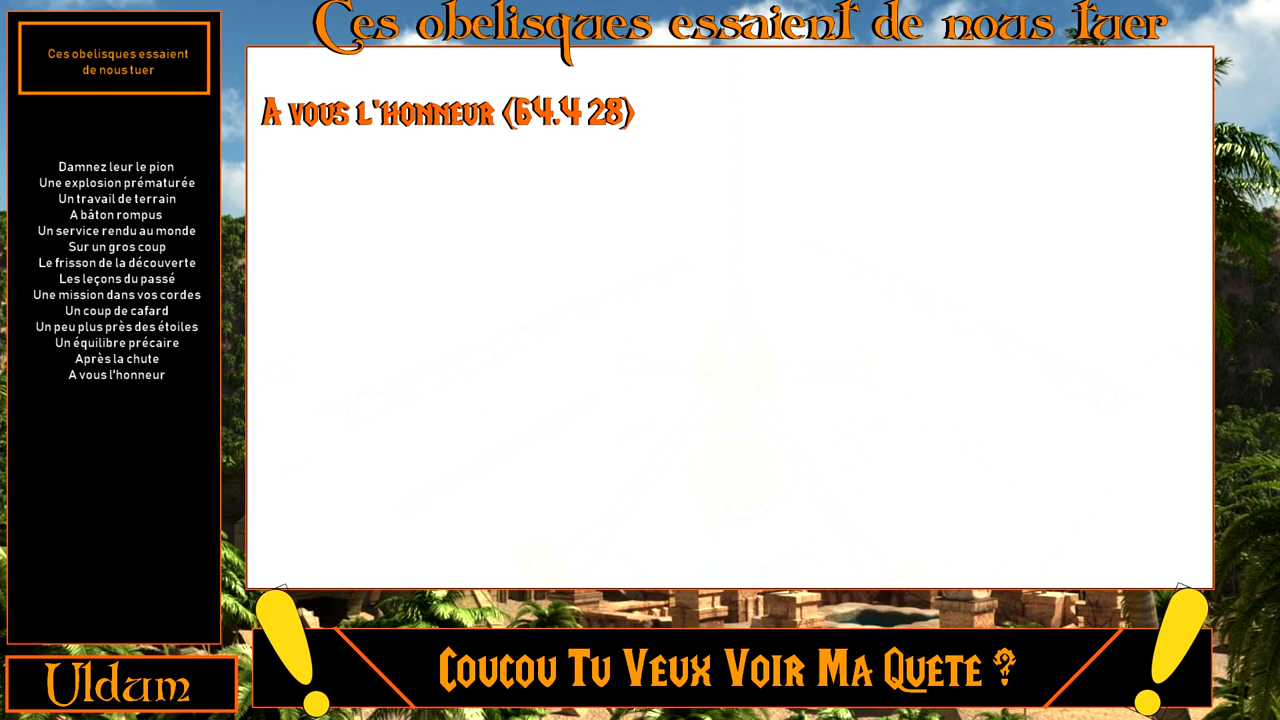 Ces obelisques essaient de nous tuer
Ces obelisques essaient
de nous tuer
A vous l'honneur (64.4 28)
Damnez leur le pion
Une explosion prématurée
Un travail de terrain
A bâton rompus
Un service rendu au monde
Sur un gros coup
Le frisson de la découverte
Les leçons du passé
Une mission dans vos cordes
Un coup de cafard
Un peu plus près des étoiles
Un équilibre précaire
Après la chute
A vous l'honneur
Uldum
Coucou Tu Veux Voir Ma Quete ?